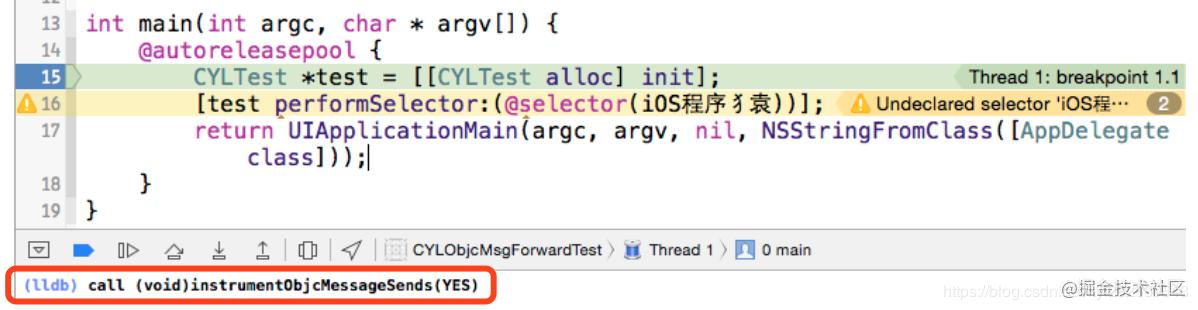 13 int main(int argc, char * argv[]) {
14 @autoreleasepool {
15 CYLTest *test = [[CYLTest alloc] init]; Thread 1: breakpoint 1.1
16 [test performSelector:(@selector(iOS程序犭袁))]; Undeclared selector 'iOS程… 2
17 return UIApplicationMain(argc, argv, nil, NSStringFromClass([AppDelegate
class]));
18 }
19 }
CYLObjcMsgForwardTest Thread 1 0 main
(lldb) call (void)instrumentObjcMessageSends(YES)
@掘金技术社区